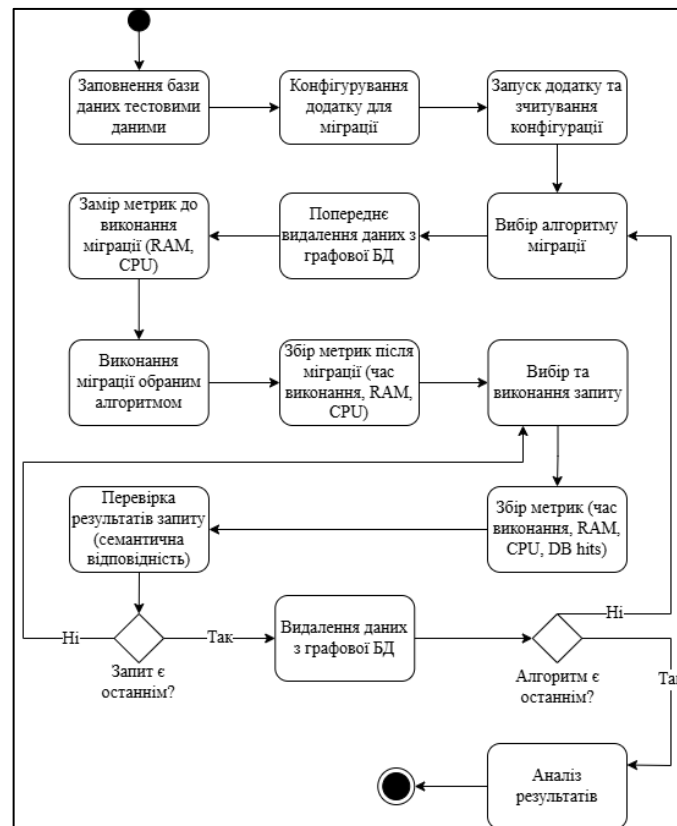 Заповнення бази
даних тестовими
даними
Конфігурування
додатку для
міграції
Запуск додатку та
зчитування
конфігурації
Замір метрик до
виконання
міграції (RAM,
CPU)
Попереднє
видалення даних з
графової БД
Вибір алгоритму
міграції
Виконання
міграції обраним
алгоритмом
Збір метрик після
міграції (час
виконання, RAM,
CPU)
Вибір та
виконання запиту
Перевірка
результатів запиту
(семантична
відповідність)
Збір метрик (час
виконання, RAM,
CPU, DB hits)
Ні
Запит є
останнім?
Так
Видалення даних
з графової БД
Ні
Алгоритм є
останнім?
Так
Аналіз
результатів